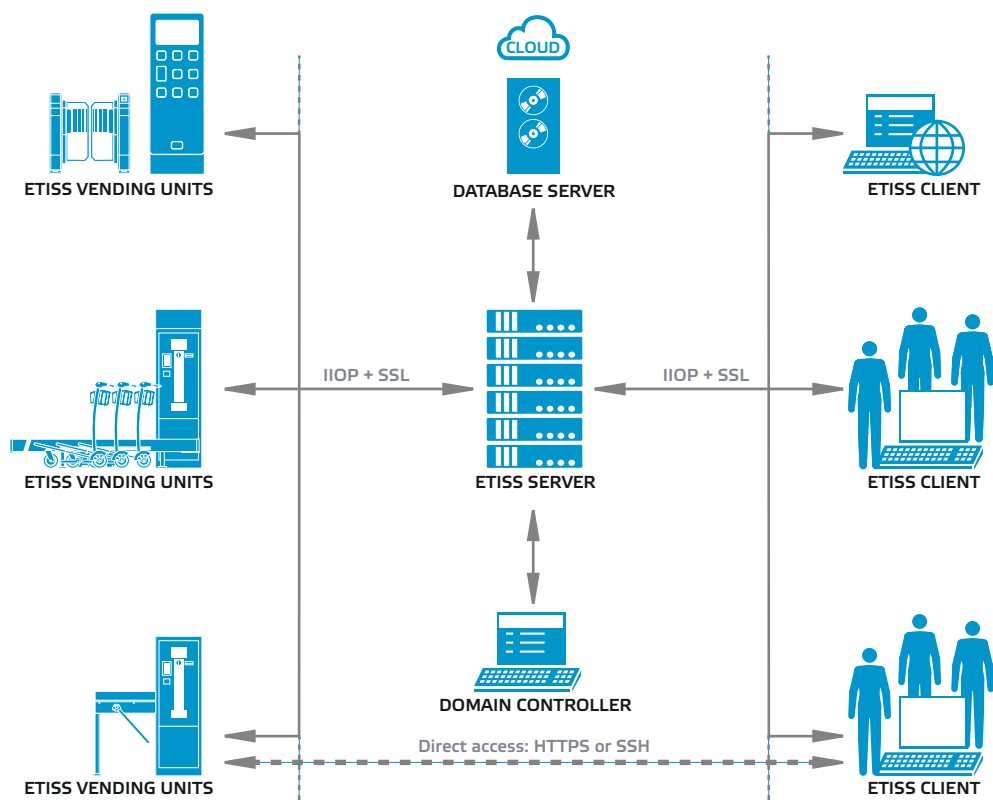 CLOUD
ETISS VENDING UNITS
DATABASE SERVER
ETISS CLIENT
IIOP + SSL
IIOP + SSL
ETISS VENDING UNITS
ETISS SERVER
ETISS CLIENT
DOMAIN CONTROLLER
Direct access: HTTPS or SSH
ETISS VENDING UNITS
ETISS CLIENT